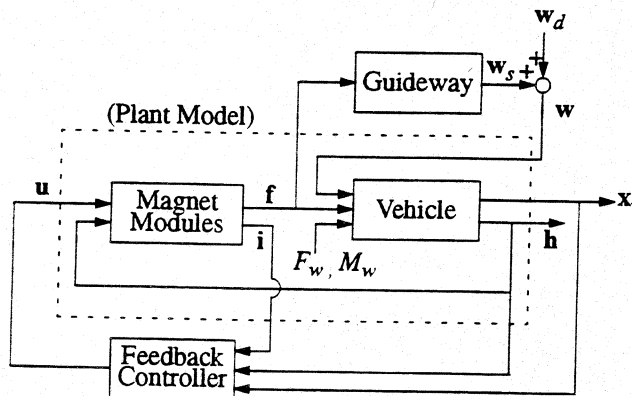 w_d
Guideway
w_s
+
+
w
(Plant Model)
u
Magnet
Modules
f
i
Vehicle
x
h
F_w , M_w
Feedback
Controller